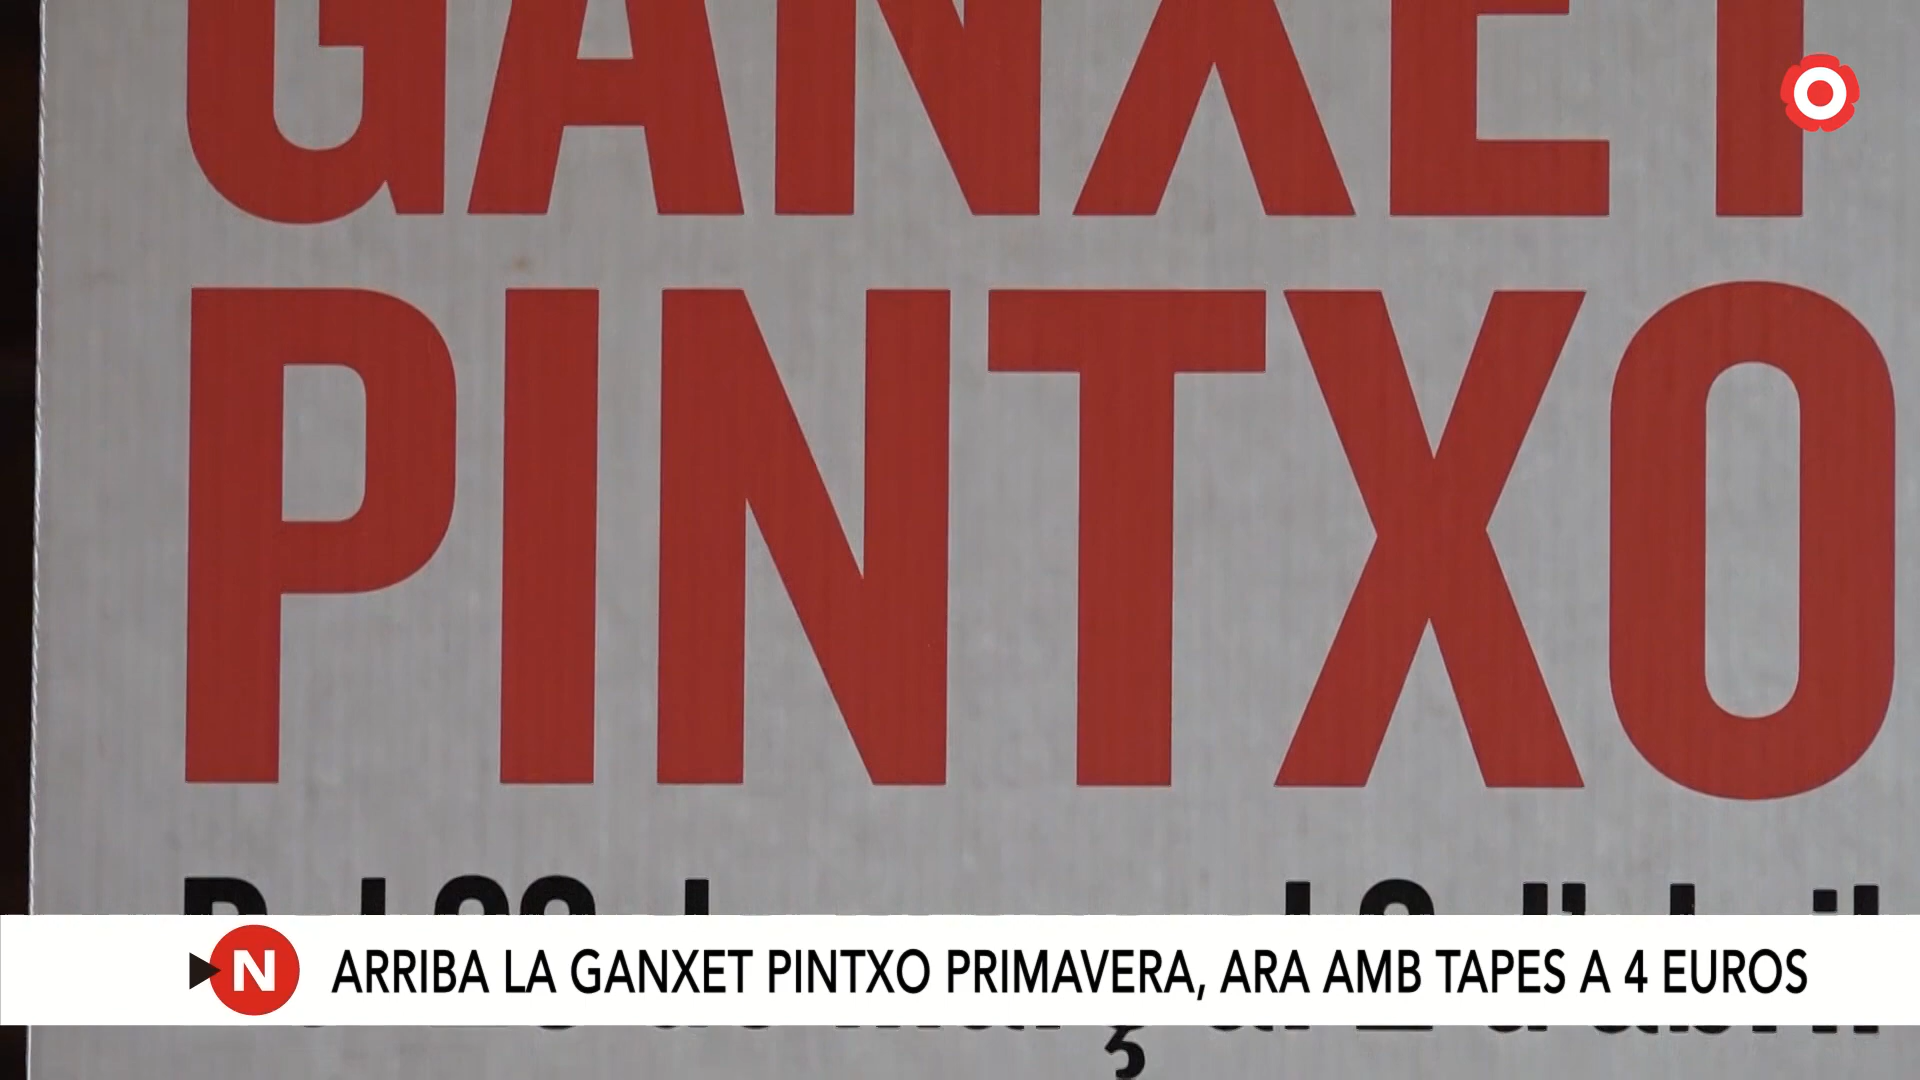 GANXET
PINTXO
N ARRIBA LA GANXET PINTXO PRIMAVERA, ARA AMB TAPES A 4 EUROS